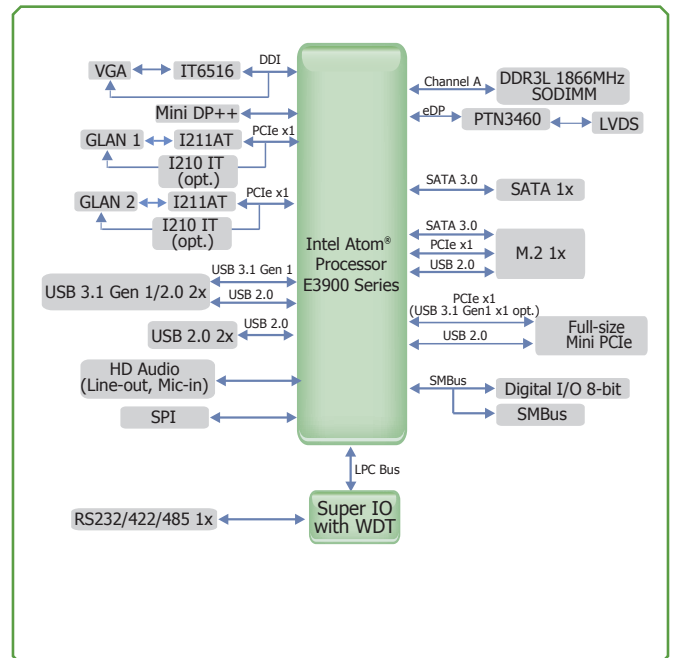 DDI
VGA
IT6516
Mini DP++
PCIe x1
GLAN 1
I211AT
I210 IT
(opt.)
PCIe x1
GLAN 2
I211AT
I210 IT
(opt.)
USB 3.1 Gen 1
USB 3.1 Gen 1/2.0 2x
USB 2.0
USB 2.0
USB 2.0 2x
HD Audio
(Line-out, Mic-in)
SPI
Intel Atom®
Processor
E3900 Series
Channel A
DDR3L 1866MHz
SODIMM
eDP
PTN3460
LVDS
SATA 3.0
SATA 1x
SATA 3.0
PCIe x1
USB 2.0
M.2 1x
PCIe x1
(USB 3.1 Gen1 x1 opt.)
USB 2.0
Full-size
Mini PCIe
SMBus
Digital I/O 8-bit
SMBus
LPC Bus
RS232/422/485 1x
Super IO
with WDT